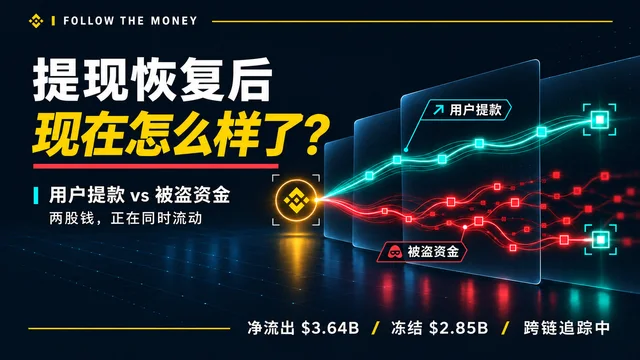 FOLLOW THE MONEY
提现恢复后
现在怎么样了？
用户提款 vs 被盗资金
两股钱，正在同时流动
用户提款
被盗资金
净流出 $3.64B / 冻结 $2.85B / 跨链追踪中